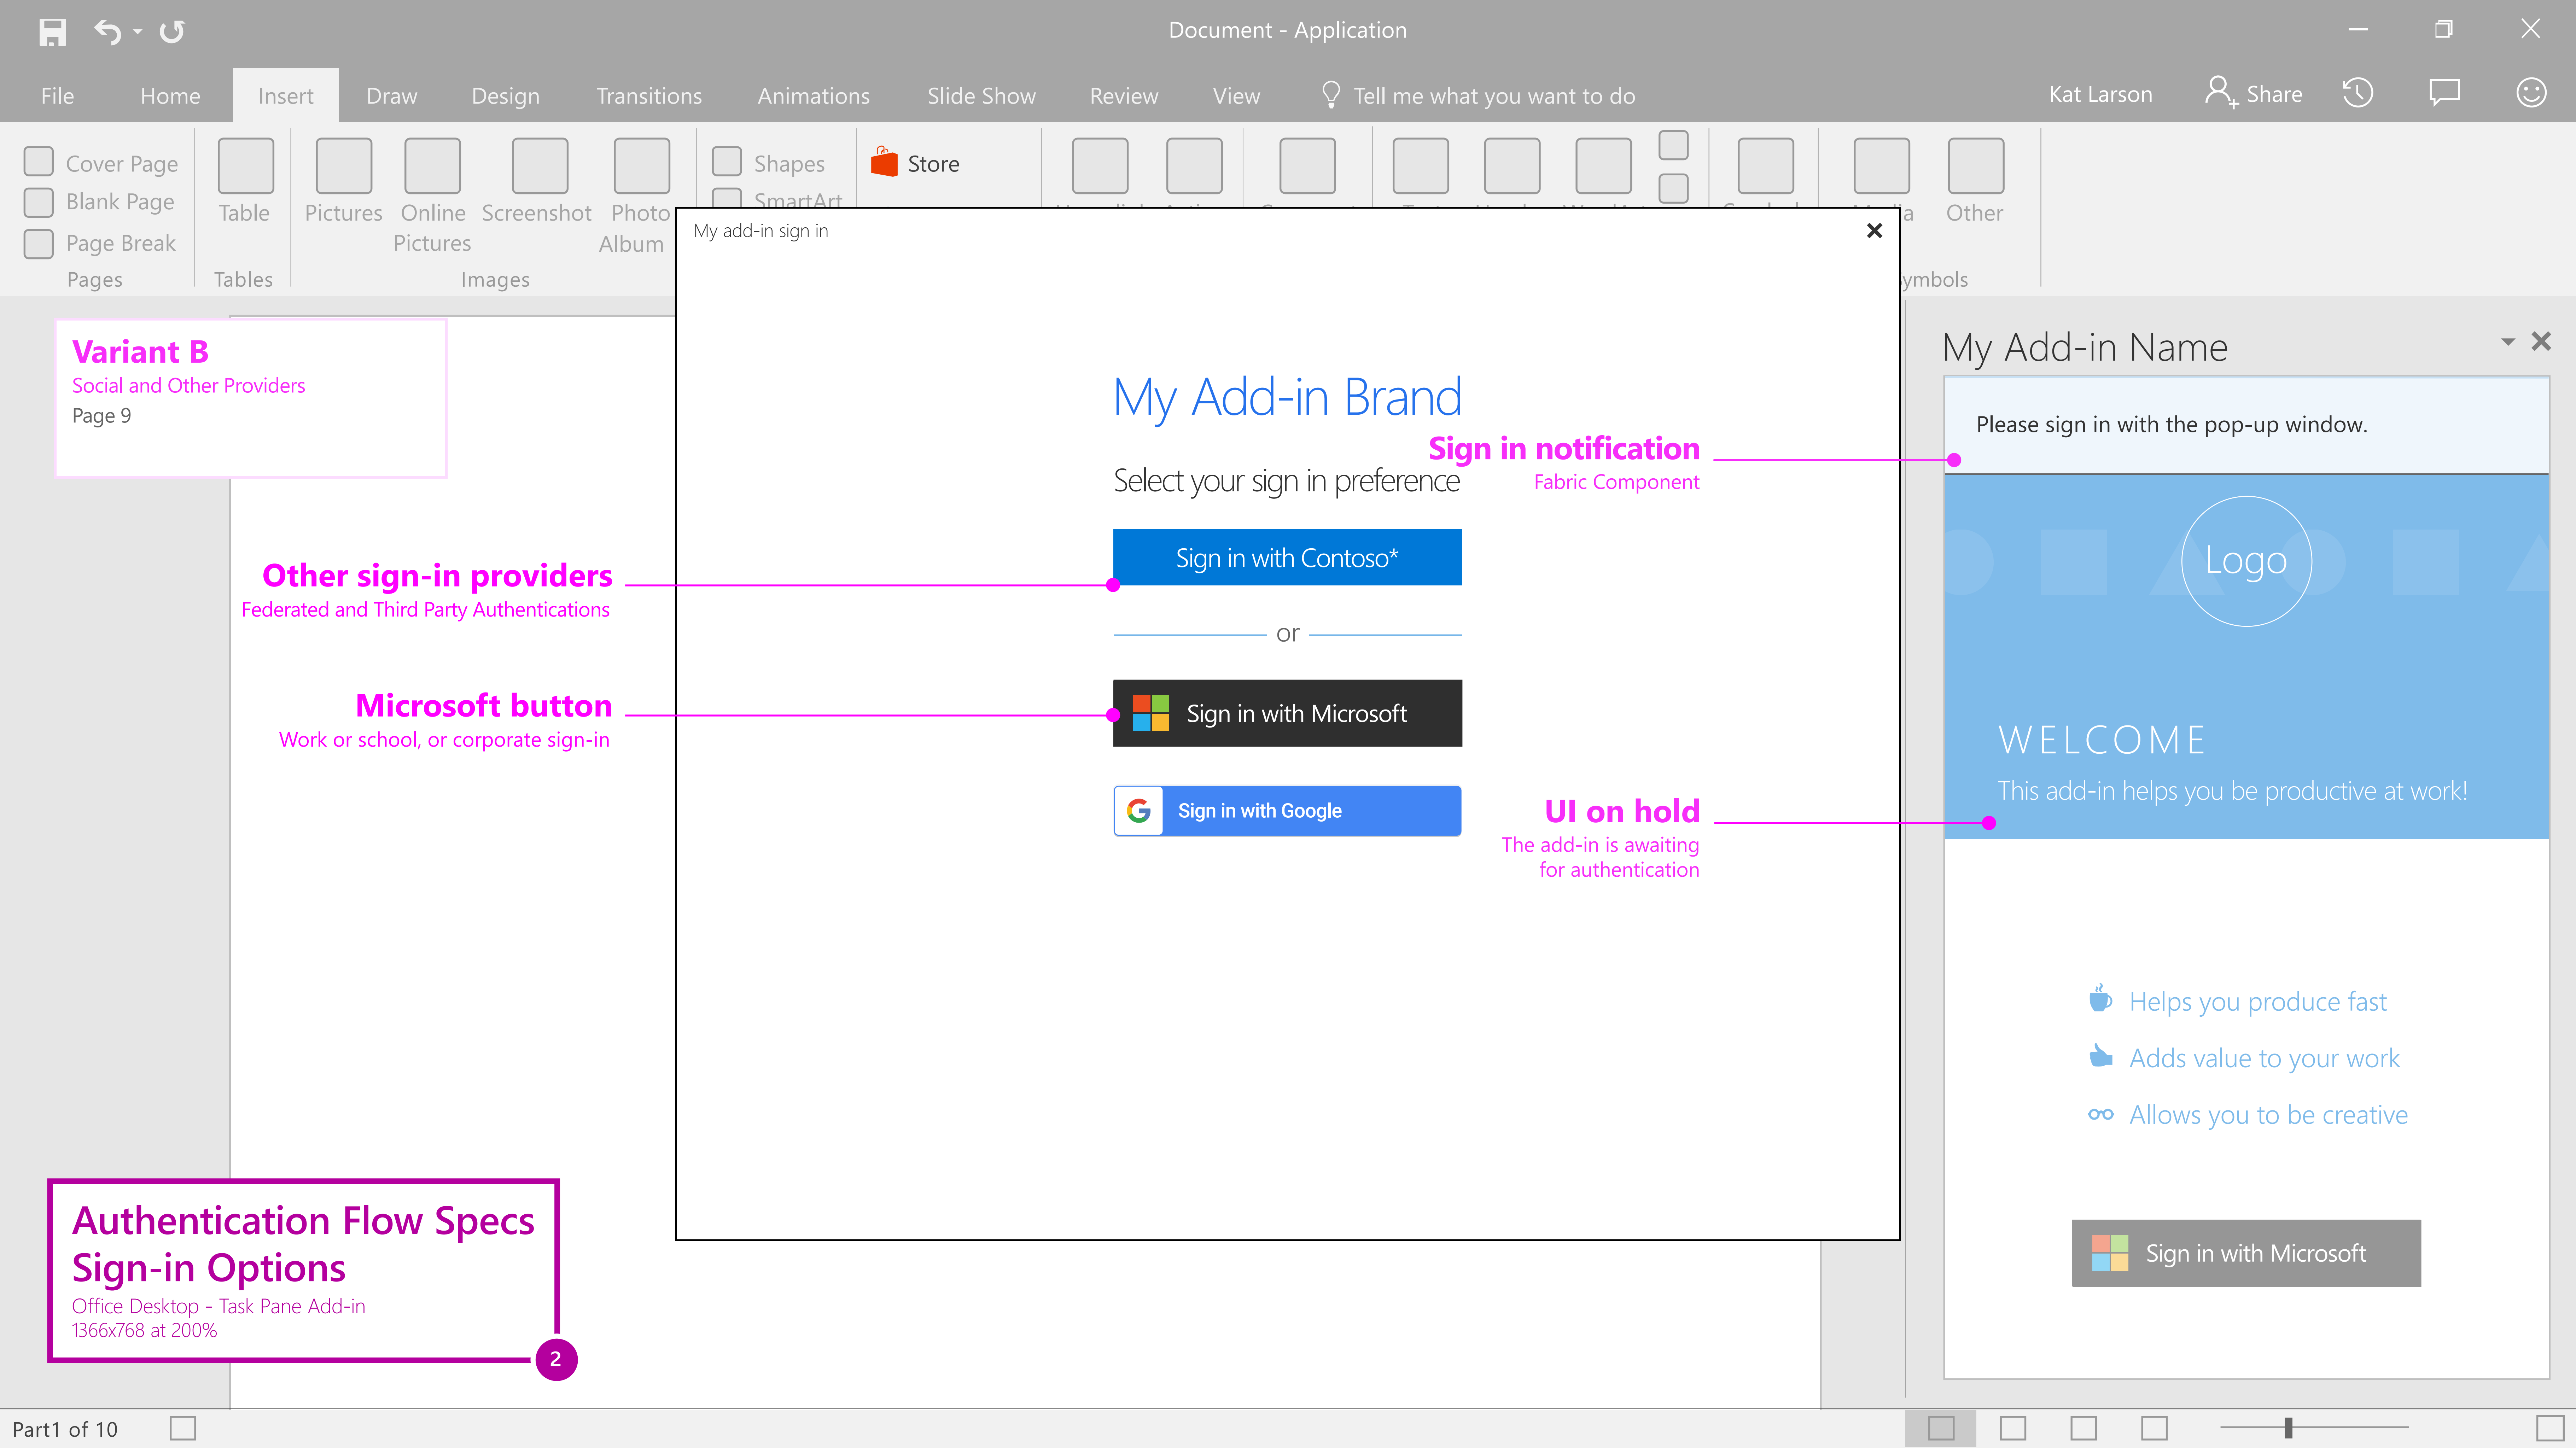 Document - Application
File Home Insert Draw Design Transitions Animations Slide Show Review View Tell me what you want to do Kat Larson Share
Cover Page
Blank Page
Page Break
Pages
Table
Tables
Pictures
Online
Pictures
Screenshot
Photo
Album
Images
Shapes
SmartArt
Store
Other
My add-in sign in
Variant B
Social and Other Providers
Page 9
My Add-in Brand
Select your sign in preference
Sign in with Contoso*
or
Sign in with Microsoft
Sign in with Google
Other sign-in providers
Federated and Third Party Authentications
Microsoft button
Work or school, or corporate sign-in
Sign in notification
Fabric Component
UI on hold
The add-in is awaiting
for authentication
My Add-in Name
Please sign in with the pop-up window.
Logo
WELCOME
This add-in helps you be productive at work!
Helps you produce fast
Adds value to your work
Allows you to be creative
Sign in with Microsoft
Authentication Flow Specs
Sign-in Options
Office Desktop - Task Pane Add-in
1366x768 at 200%
2
Part1 of 10